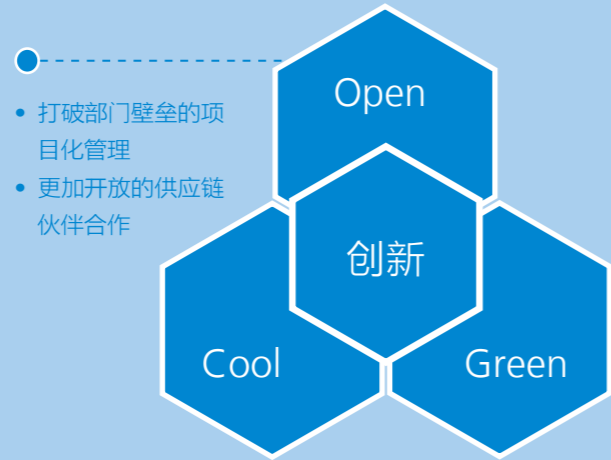 Open
• 打破部门壁垒的项
目化管理
• 更加开放的供应链
伙伴合作
创新
Cool
Green